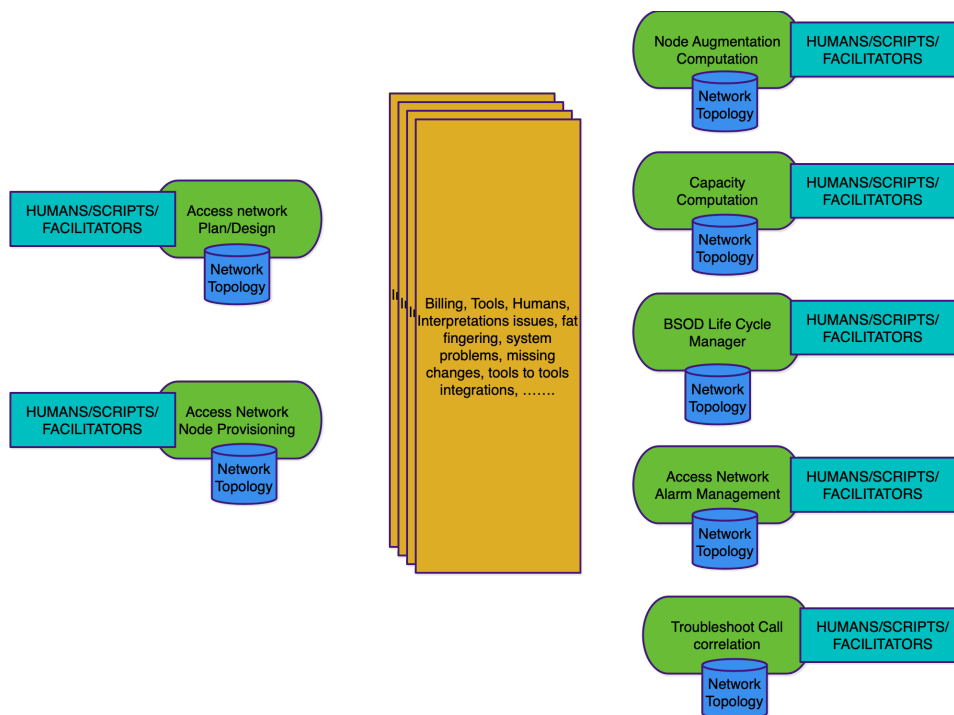 Node Augmentation
Computation
HUMANS/SCRIPTS/
FACILITATORS
Network
Topology
HUMANS/SCRIPTS/
FACILITATORS
Access network
Plan/Design
Network
Topology
Capacity
Computation
HUMANS/SCRIPTS/
FACILITATORS
Network
Topology
Billing, Tools, Humans,
Interpretations issues, fat
fingering, system
problems, missing
changes, tools to tools
integrations, …….
BSOD Life Cycle
Manager
HUMANS/SCRIPTS/
FACILITATORS
Network
Topology
HUMANS/SCRIPTS/
FACILITATORS
Access Network
Node Provisioning
Network
Topology
Access Network
Alarm Management
HUMANS/SCRIPTS/
FACILITATORS
Network
Topology
Troubleshoot Call
correlation
HUMANS/SCRIPTS/
FACILITATORS
Network
Topology